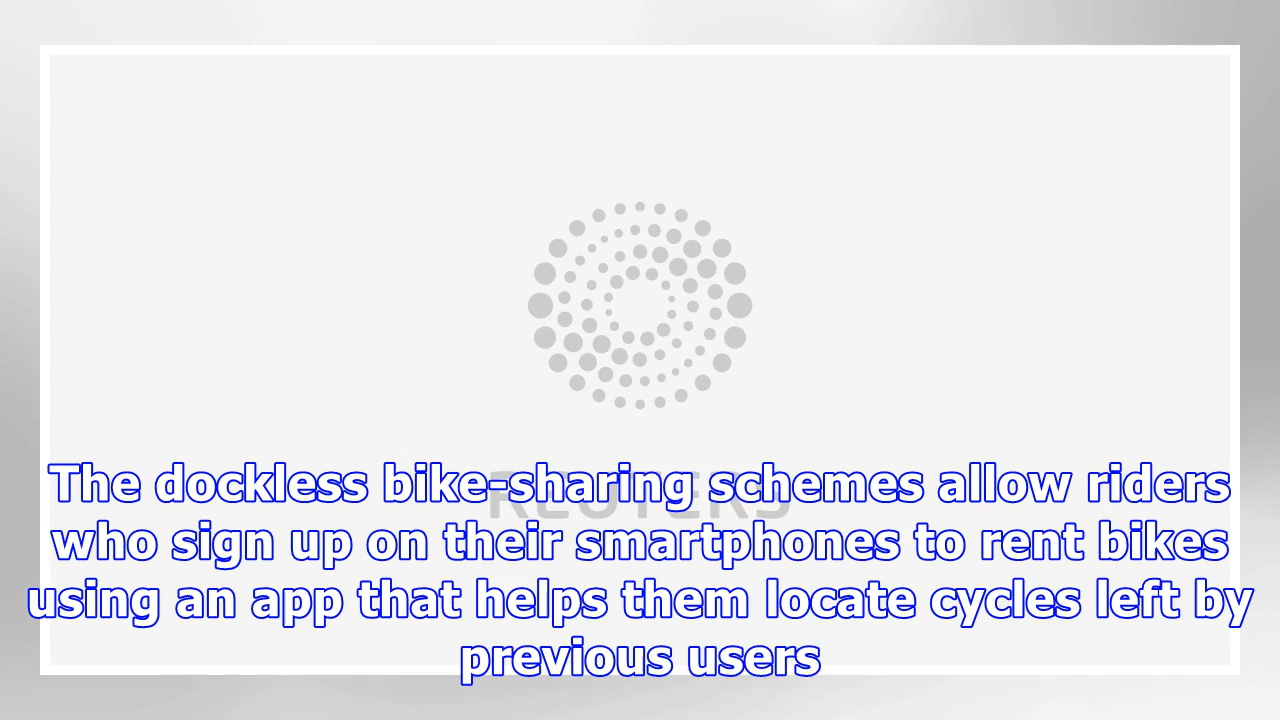 REUTERS
The dockless bike-sharing schemes allow riders
who sign up on their smartphones to rent bikes
using an app that helps them locate cycles left by
previous users